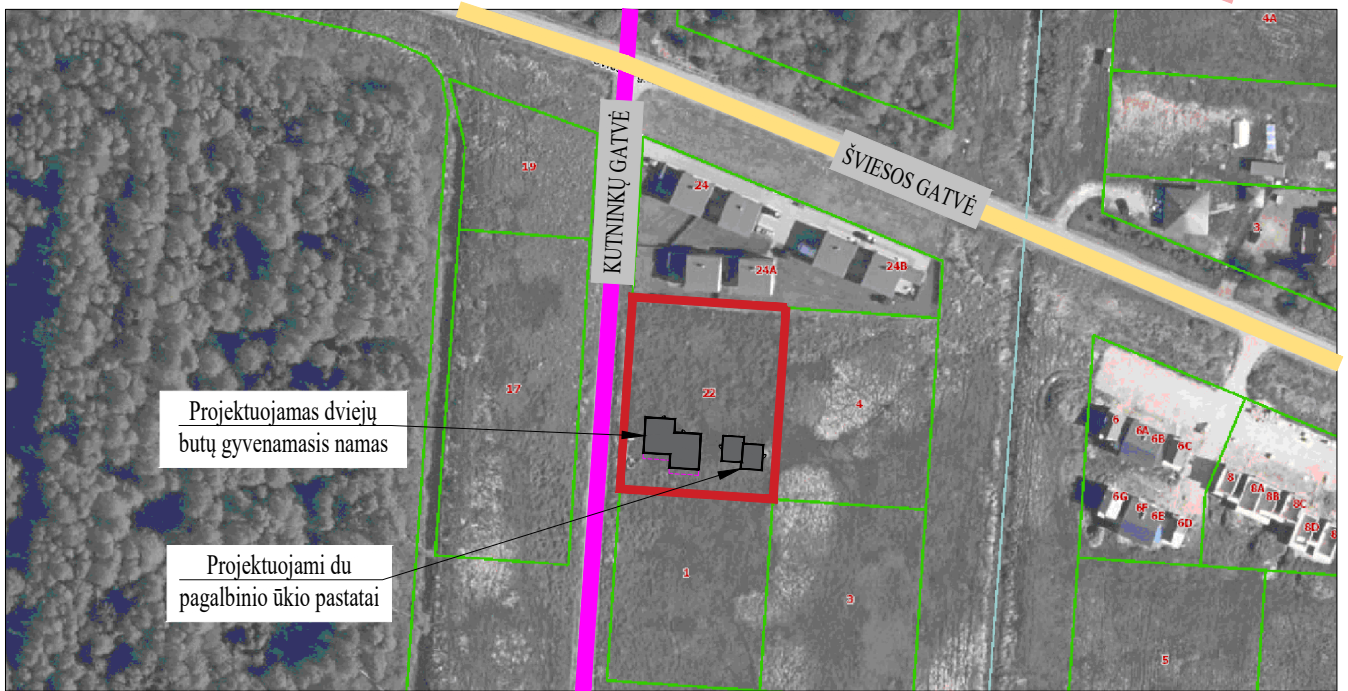 4A
KUTNINKŲ GATVĖ
ŠVIESOS GATVĖ
19
24
3
24A
24B
17
22
4
Projektuojamas dviejų
butų gyvenamasis namas
6
6A
6B
6C
8
8A
8B
8C
8D
6G
6F
6E
6D
Projektuojami du
pagalbinio ūkio pastatai
1
3
5